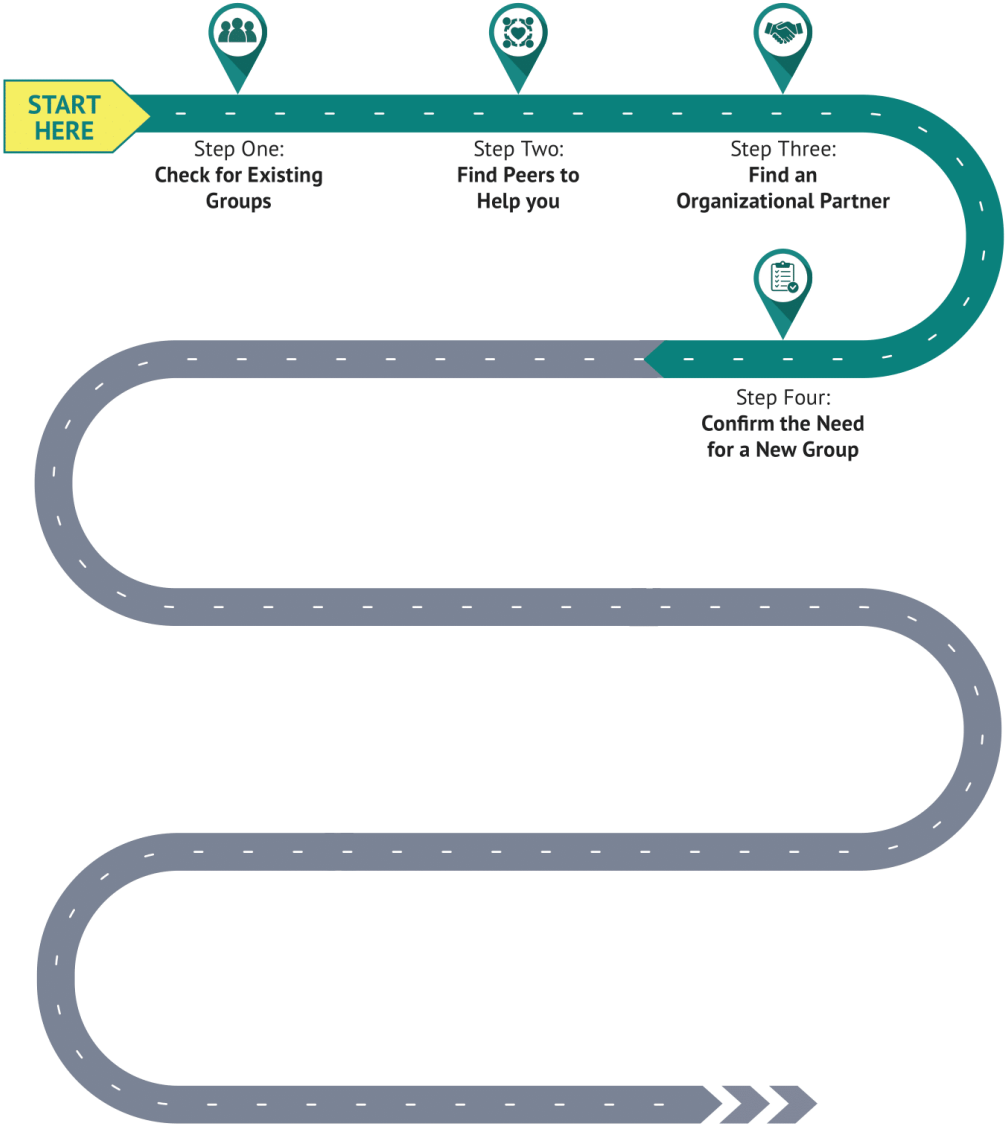 START
HERE
Step One:
Check for Existing
Groups
Step Two:
Find Peers to
Help you
Step Three:
Find an
Organizational Partner
Step Four:
Confirm the Need
for a New Group